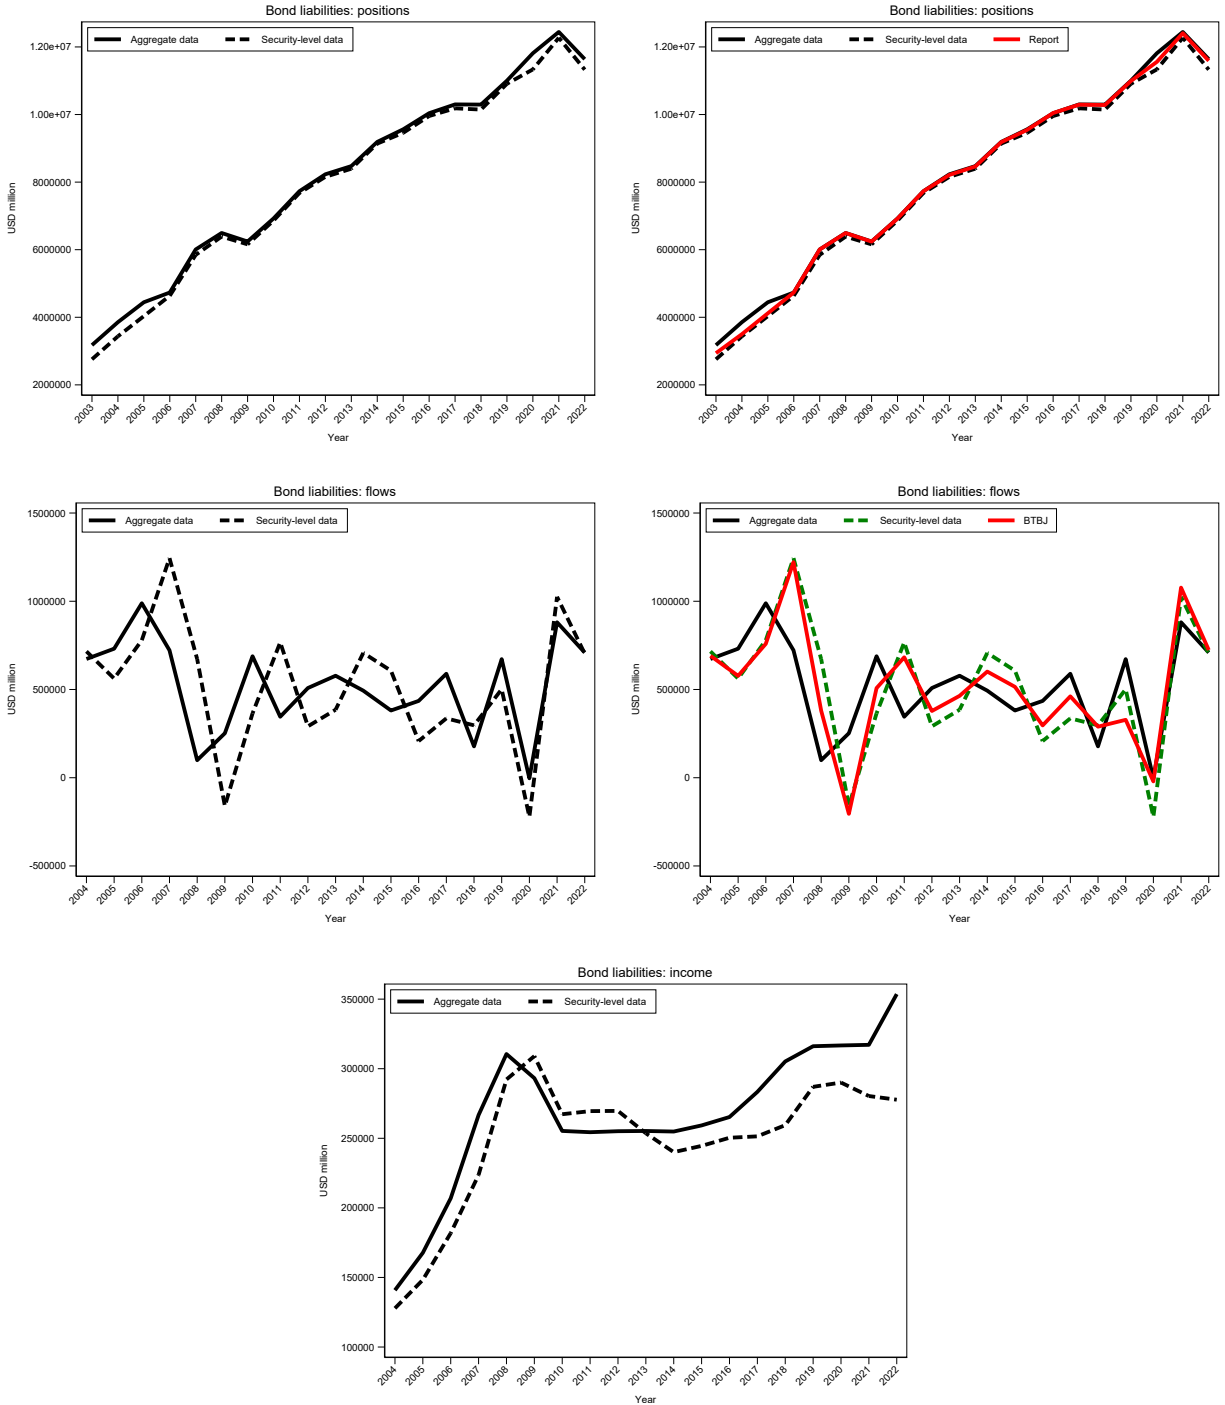 Bond liabilities: positions
Aggregate data Security-level data
USD million
1.20e+07
1.00e+07
8000000
6000000
4000000
2000000
2003 2004 2005 2006 2007 2008 2009 2010 2011 2012 2013 2014 2015 2016 2017 2018 2019 2020 2021 2022
Year
Bond liabilities: positions
Aggregate data Security-level data Report
USD million
1.20e+07
1.00e+07
8000000
6000000
4000000
2000000
2003 2004 2005 2006 2007 2008 2009 2010 2011 2012 2013 2014 2015 2016 2017 2018 2019 2020 2021 2022
Year
Bond liabilities: flows
Aggregate data Security-level data
USD million
1500000
1000000
500000
0
-500000
2004 2005 2006 2007 2008 2009 2010 2011 2012 2013 2014 2015 2016 2017 2018 2019 2020 2021 2022
Year
Bond liabilities: flows
Aggregate data Security-level data BTBJ
USD million
1500000
1000000
500000
0
-500000
2004 2005 2006 2007 2008 2009 2010 2011 2012 2013 2014 2015 2016 2017 2018 2019 2020 2021 2022
Year
Bond liabilities: income
Aggregate data Security-level data
USD million
350000
300000
250000
200000
150000
100000
2004 2005 2006 2007 2008 2009 2010 2011 2012 2013 2014 2015 2016 2017 2018 2019 2020 2021 2022
Year